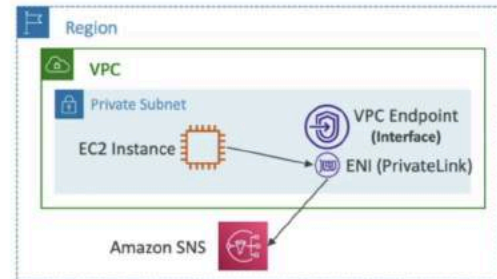 Region
VPC
Private Subnet
VPC Endpoint
(Interface)
EC2 Instance
ENI (PrivateLink)
Amazon SNS